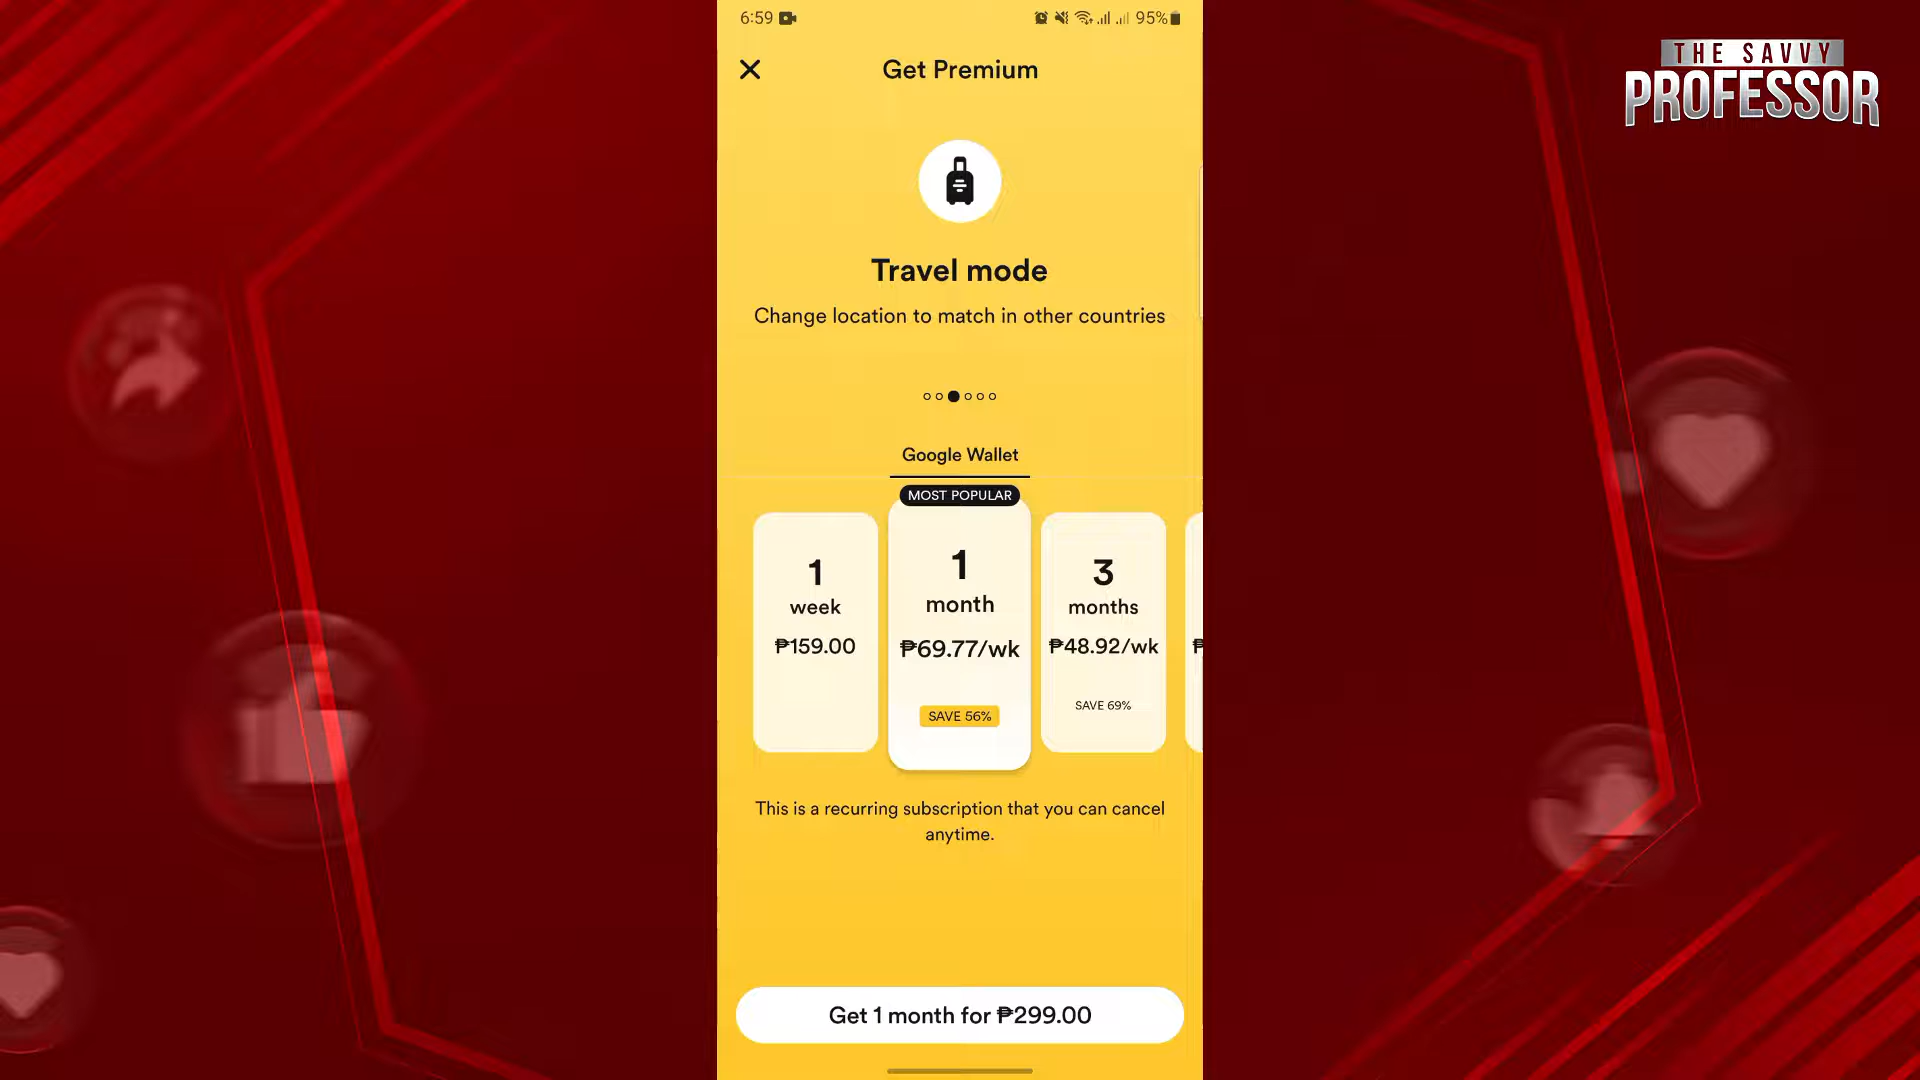 6:59
95%
THE SAVVY
PROFESSOR
Get Premium
Travel mode
Change location to match in other countries
Google Wallet
MOST POPULAR
1
week
₱159.00
1
month
₱69.77/wk
SAVE 56%
3
months
₱48.92/wk
SAVE 69%
₱
This is a recurring subscription that you can cancel
anytime.
Get 1 month for ₱299.00